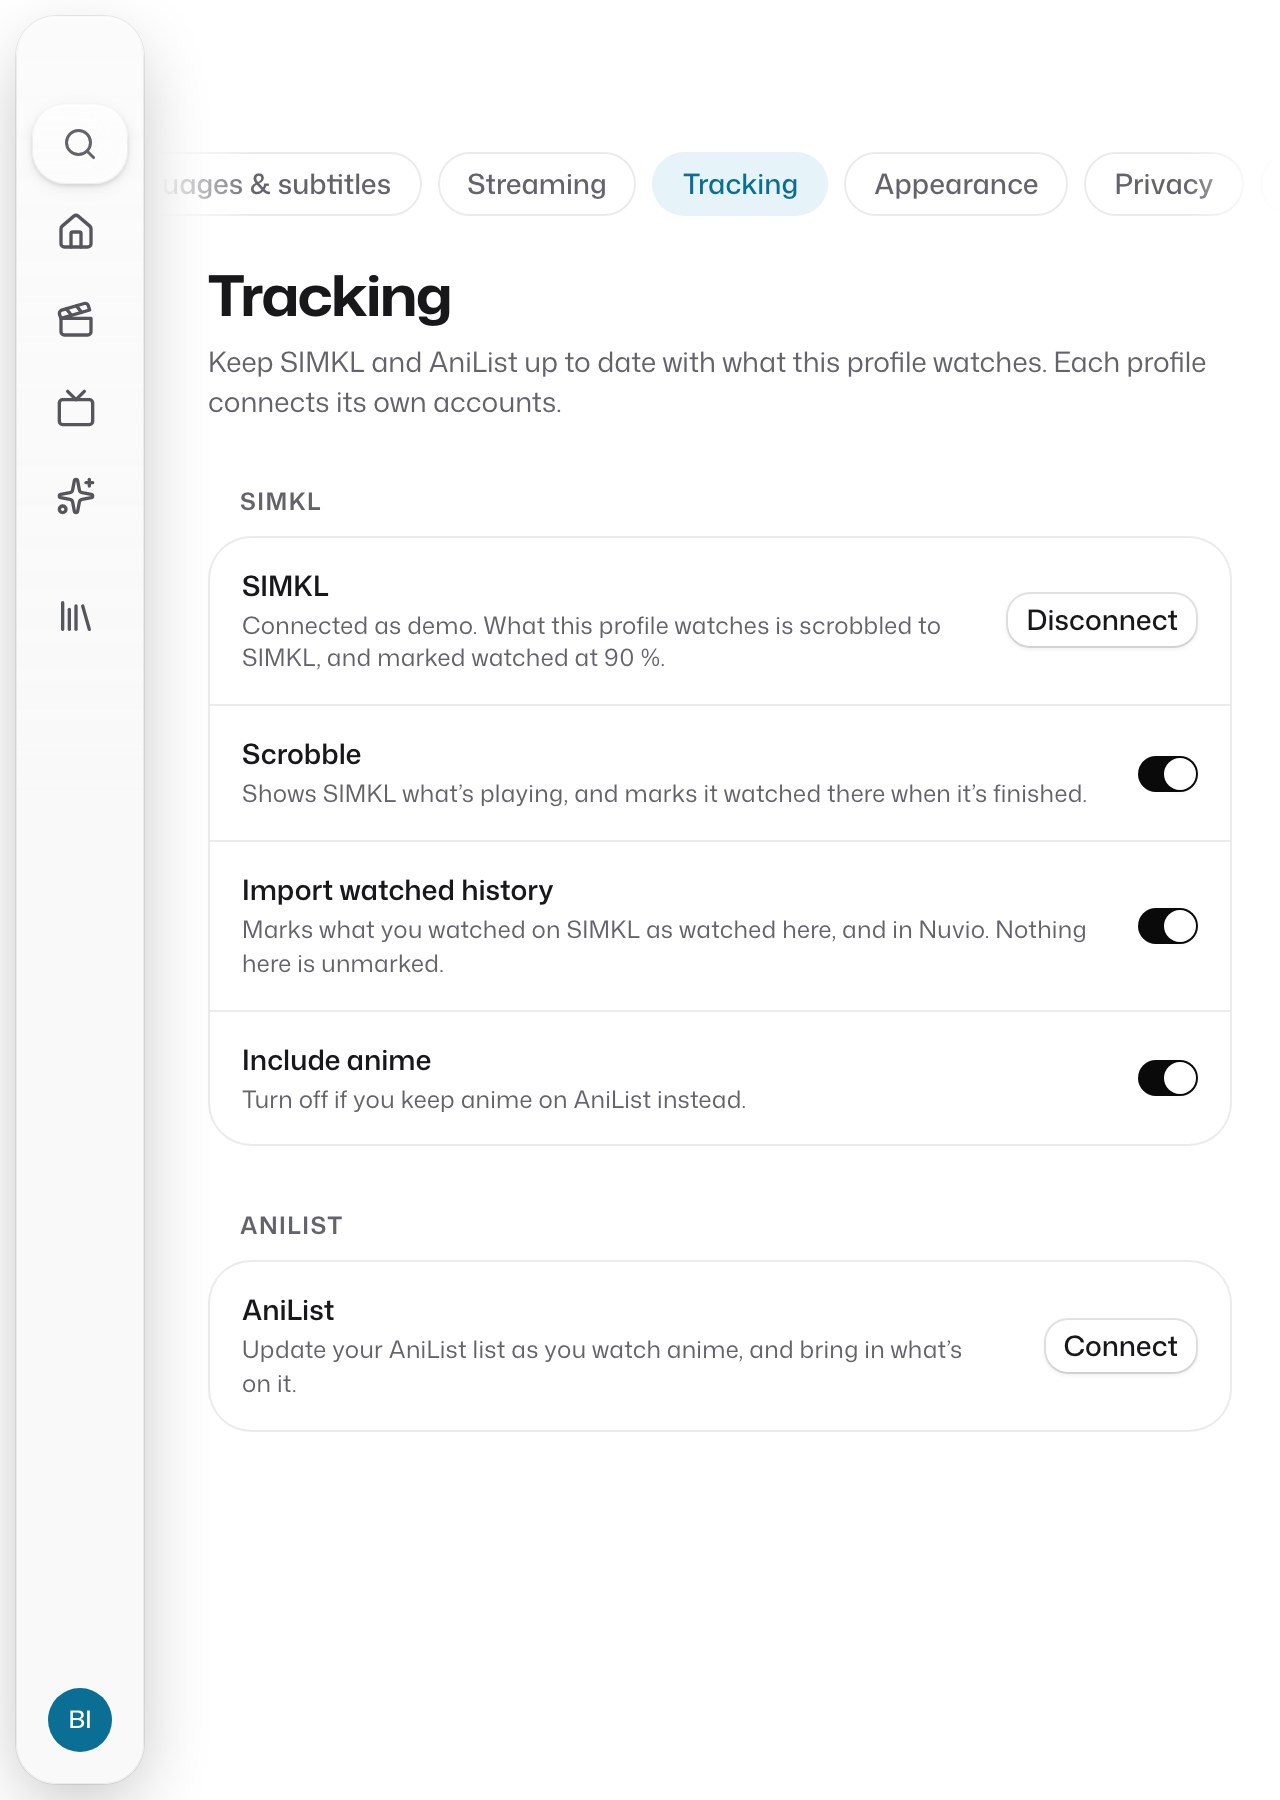 uages & subtitles
Streaming
Tracking
Appearance
Privacy
Tracking
Keep SIMKL and AniList up to date with what this profile watches. Each profile
connects its own accounts.
SIMKL
SIMKL
Connected as demo. What this profile watches is scrobbled to
SIMKL, and marked watched at 90 %.
Disconnect
Scrobble
Shows SIMKL what’s playing, and marks it watched there when it’s finished.
Import watched history
Marks what you watched on SIMKL as watched here, and in Nuvio. Nothing
here is unmarked.
Include anime
Turn off if you keep anime on AniList instead.
ANILIST
AniList
Update your AniList list as you watch anime, and bring in what’s
on it.
Connect
BI